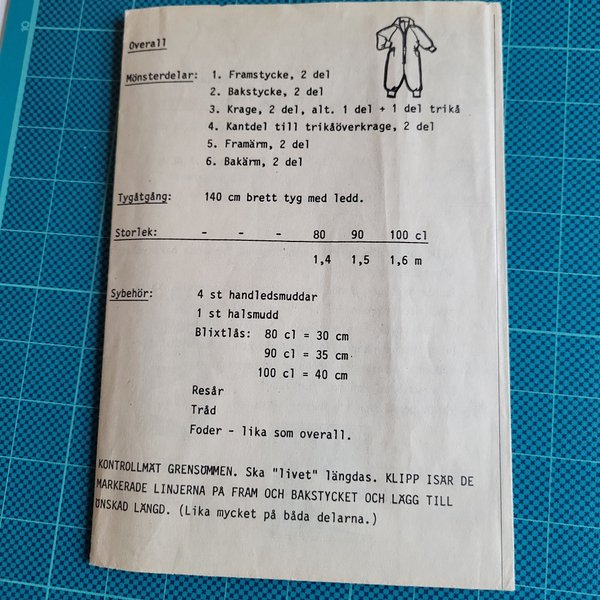 Overall
Mönsterdelar: 1. Framstycke, 2 del
2. Bakstycke, 2 del
3. Krage, 2 del, alt. 1 del + 1 del trikå
4. Kantdel till trikåöverkrage, 2 del
5. Framärm, 2 del
6. Bakärm, 2 del
Tygåtgång: 140 cm brett tyg med ledd.
Storlek: - - - 80 90 100 cl
1,4 1,5 1,6 m
Sybehör: 4 st handledsmuddar
1 st halsmudd
Blixtlås: 80 cl = 30 cm
90 cl = 35 cm
100 cl = 40 cm
Resår
Tråd
Foder - lika som overall.
KONTROLLMÄT GRENSÖMMEN. Ska "livet" längdas. KLIPP ISÄR DE
MARKERADE LINJERNA PÅ FRAM OCH BAKSTYCKET OCH LÄGG TILL
ÖNSKAD LÄNGD. (Lika mycket på båda delarna.)